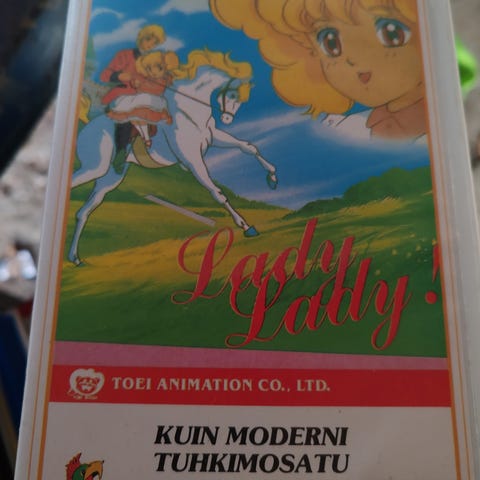 Lady
Lady!
TOEI ANIMATION CO., LTD.
KUIN MODERNI
TUHKIMOSATU